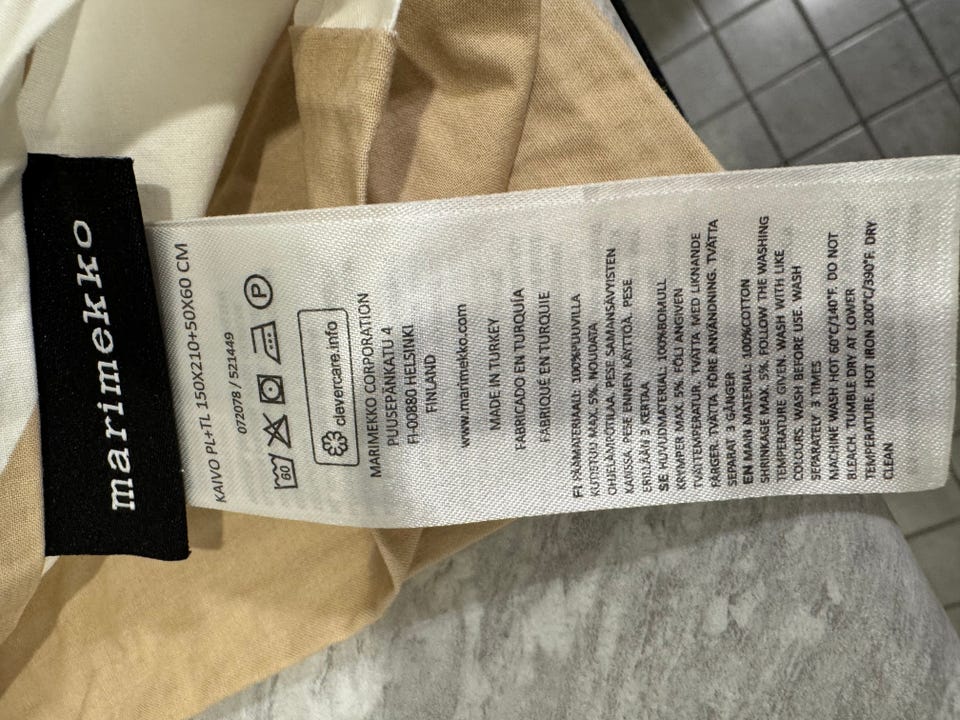 marimekko
KAIVO PL+TL 150X210+50X60 CM
072078 / 521449
60
P
clevercare.info
MARIMEKKO CORPORATION
PUUSEPÄNKATU 4
FI-00880 HELSINKI
FINLAND
www.marimekko.com
MADE IN TURKEY
FABRICADO EN TURQUÍA
FABRIQUÉ EN TURQUIE
FI PÄÄMATERIAALI: 100%PUUVILLA
KUTISTUU MAX. 5%. NOUDATA
OHJELÄMPÖTILAA. PESE SAMANSÄVYISTEN
KANSSA. PESE ENNEN KÄYTTÖÄ. PESE
ERILLÄÄN 3 KERTAA
SE HUVUDMATERIAL: 100%BOMULL
KRYMPER MAX. 5%. FÖLJ ANGIVEN
TVÄTTEMPERATUR. TVÄTTA MED LIKNANDE
FÄRGER. TVÄTTA FÖRE ANVÄNDNING. TVÄTTA
SEPARAT 3 GÅNGER
EN MAIN MATERIAL: 100%COTTON
SHRINKAGE MAX. 5%. FOLLOW THE WASHING
TEMPERATURE GIVEN. WASH WITH LIKE
COLOURS. WASH BEFORE USE. WASH
SEPARATELY 3 TIMES
MACHINE WASH HOT 60°C/140°F. DO NOT
BLEACH. TUMBLE DRY AT LOWER
TEMPERATURE. HOT IRON 200°C/390°F. DRY
CLEAN